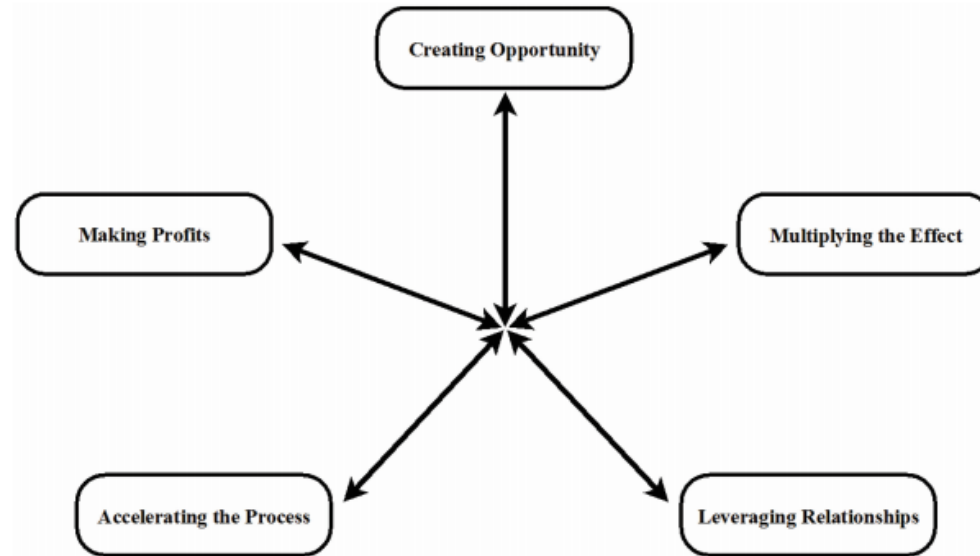 Creating Opportunity
Making Profits
Multiplying the Effect
Accelerating the Process
Leveraging Relationships